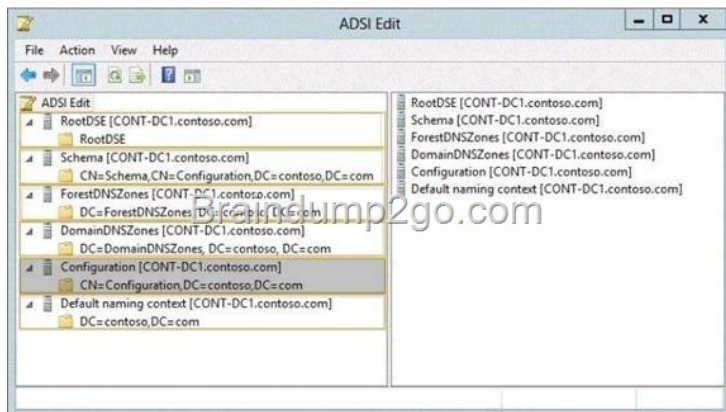 ADSI Edit
File Action View Help
ADSI Edit
RootDSE [CONT-DC1.contoso.com]
RootDSE
Schema [CONT-DC1.contoso.com]
CN=Schema,CN=Configuration,DC=contoso,DC=com
ForestDNSZones [CONT-DC1.contoso.com]
DC=ForestDNSZones, DC=contoso, DC=com
DomainDNSZones [CONT-DC1.contoso.com]
DC=DomainDNSZones, DC=contoso, DC=com
Configuration [CONT-DC1.contoso.com]
CN=Configuration,DC=contoso,DC=com
Default naming context [CONT-DC1.contoso.com]
DC=contoso,DC=com
RootDSE [CONT-DC1.contoso.com]
Schema [CONT-DC1.contoso.com]
ForestDNSZones [CONT-DC1.contoso.com]
DomainDNSZones [CONT-DC1.contoso.com]
Configuration [CONT-DC1.contoso.com]
Default naming context [CONT-DC1.contoso.com]
Braindump2go.com